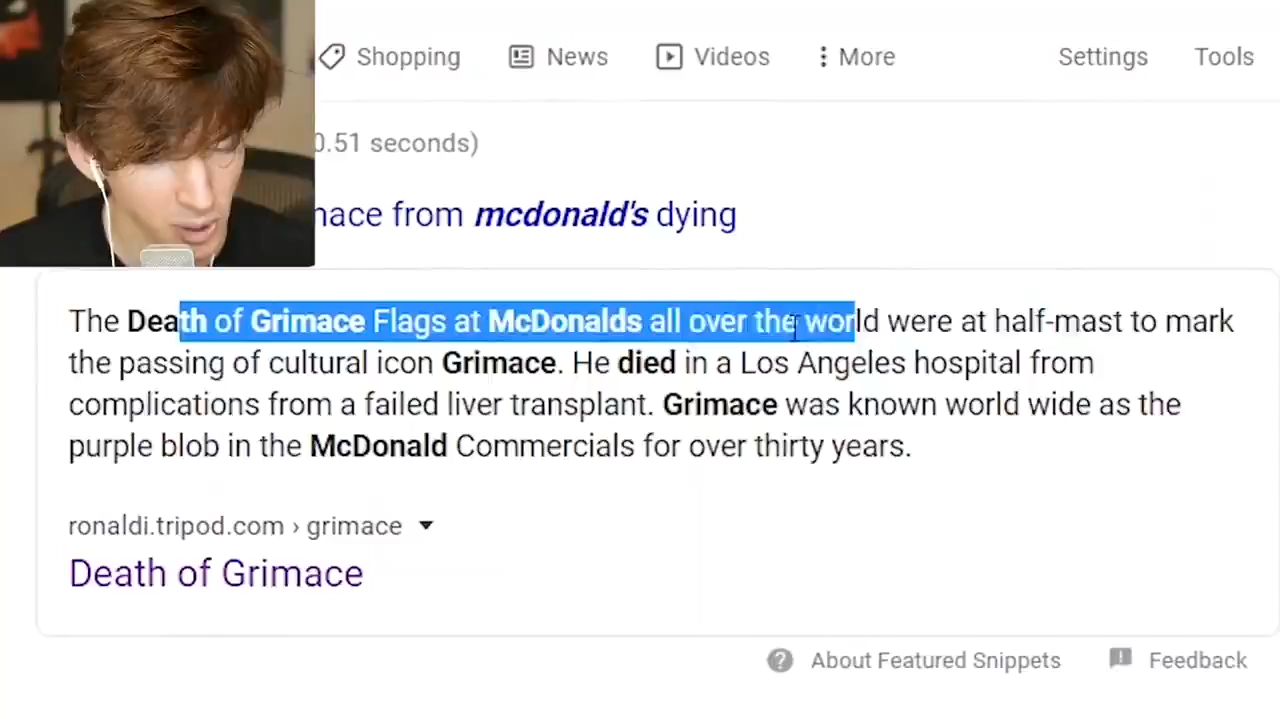 Shopping News Videos More Settings Tools
0.51 seconds)
from mcdonald's dying
The Death of Grimace Flags at McDonalds all over the world were at half-mast to mark
the passing of cultural icon Grimace. He died in a Los Angeles hospital from
complications from a failed liver transplant. Grimace was known world wide as the
purple blob in the McDonald Commercials for over thirty years.
ronaldi.tripod.com › grimace
Death of Grimace
About Featured Snippets Feedback